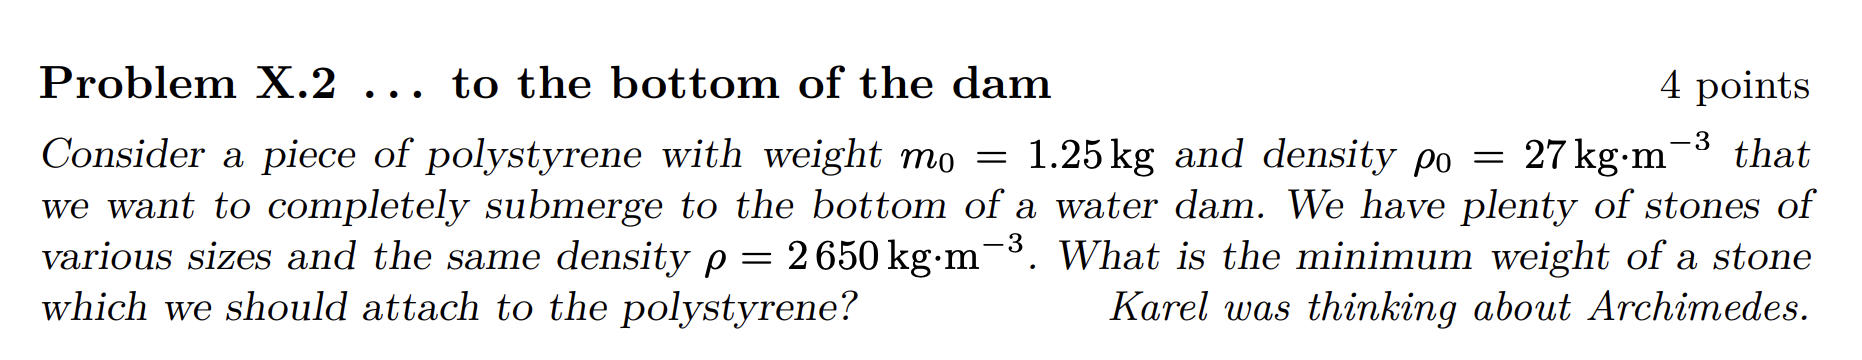 Problem X.2 ... to the bottom of the dam 4 points
Consider a piece of polystyrene with weight m₀ = 1.25 kg and density ρ₀ = 27 kg·m⁻³ that
we want to completely submerge to the bottom of a water dam. We have plenty of stones of
various sizes and the same density ρ = 2 650 kg·m⁻³. What is the minimum weight of a stone
which we should attach to the polystyrene? Karel was thinking about Archimedes.